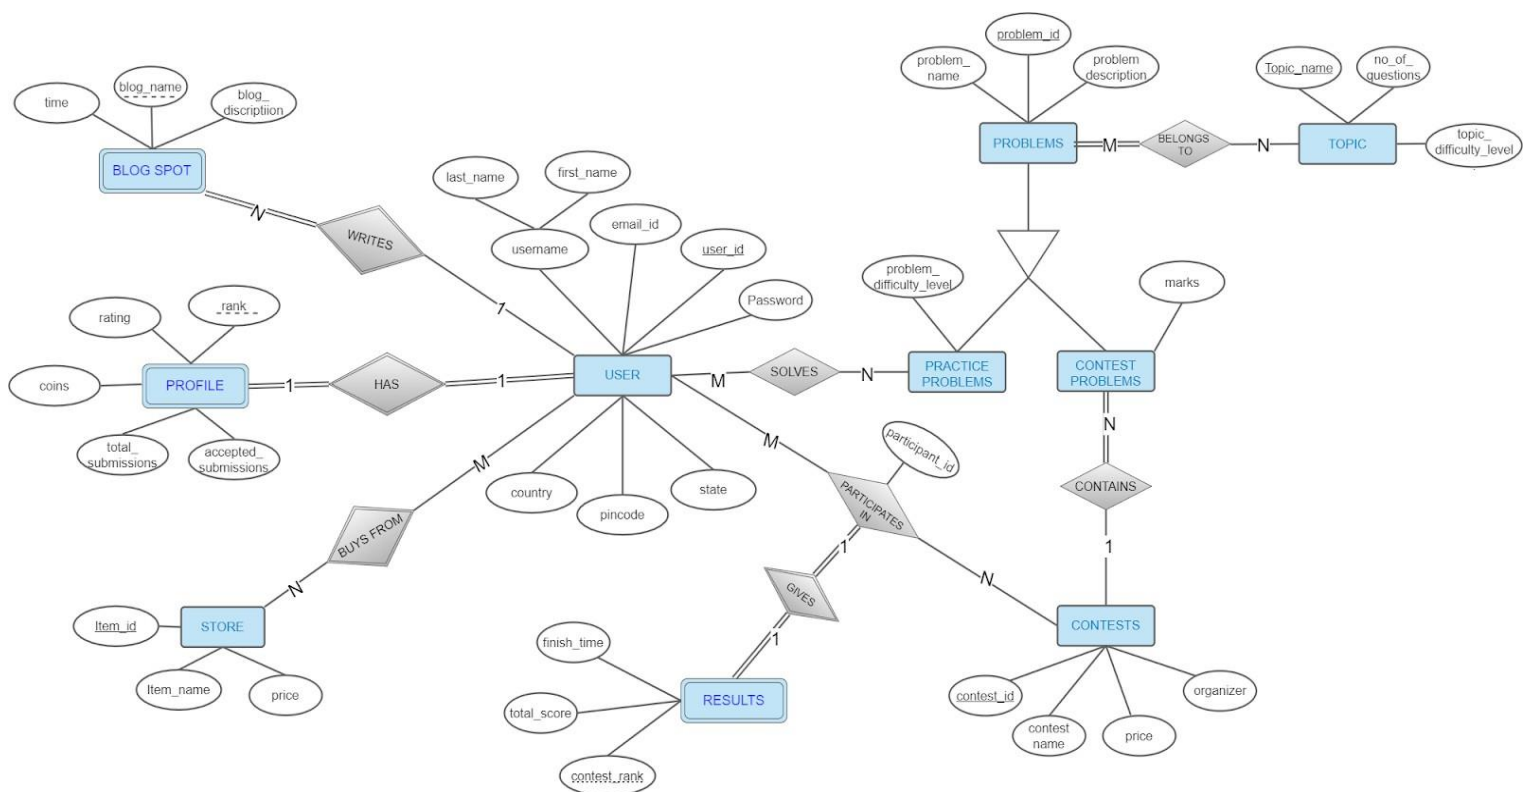 problem_id
problem_
name
problem
description
Topic_name
no_of_
questions
time
blog_name
blog_
discriptiion
PROBLEMS
M
BELONGS
TO
N
TOPIC
topic_
difficulty_level
BLOG SPOT
last_name
first_name
N
WRITES
username
email_id
user_id
problem_
difficulty_level
marks
Password
rating
rank
1
coins
PROFILE
1
HAS
1
USER
M
SOLVES
N
PRACTICE
PROBLEMS
CONTEST
PROBLEMS
total_
submissions
accepted_
submissions
M
country
pincode
state
M
participant_id
N
CONTAINS
PARTICIPATES
IN
BUYS FROM
1
1
N
N
GIVES
1
Item_id
STORE
CONTESTS
Item_name
price
finish_time
total_score
RESULTS
contest_rank
contest_id
contest
name
price
organizer